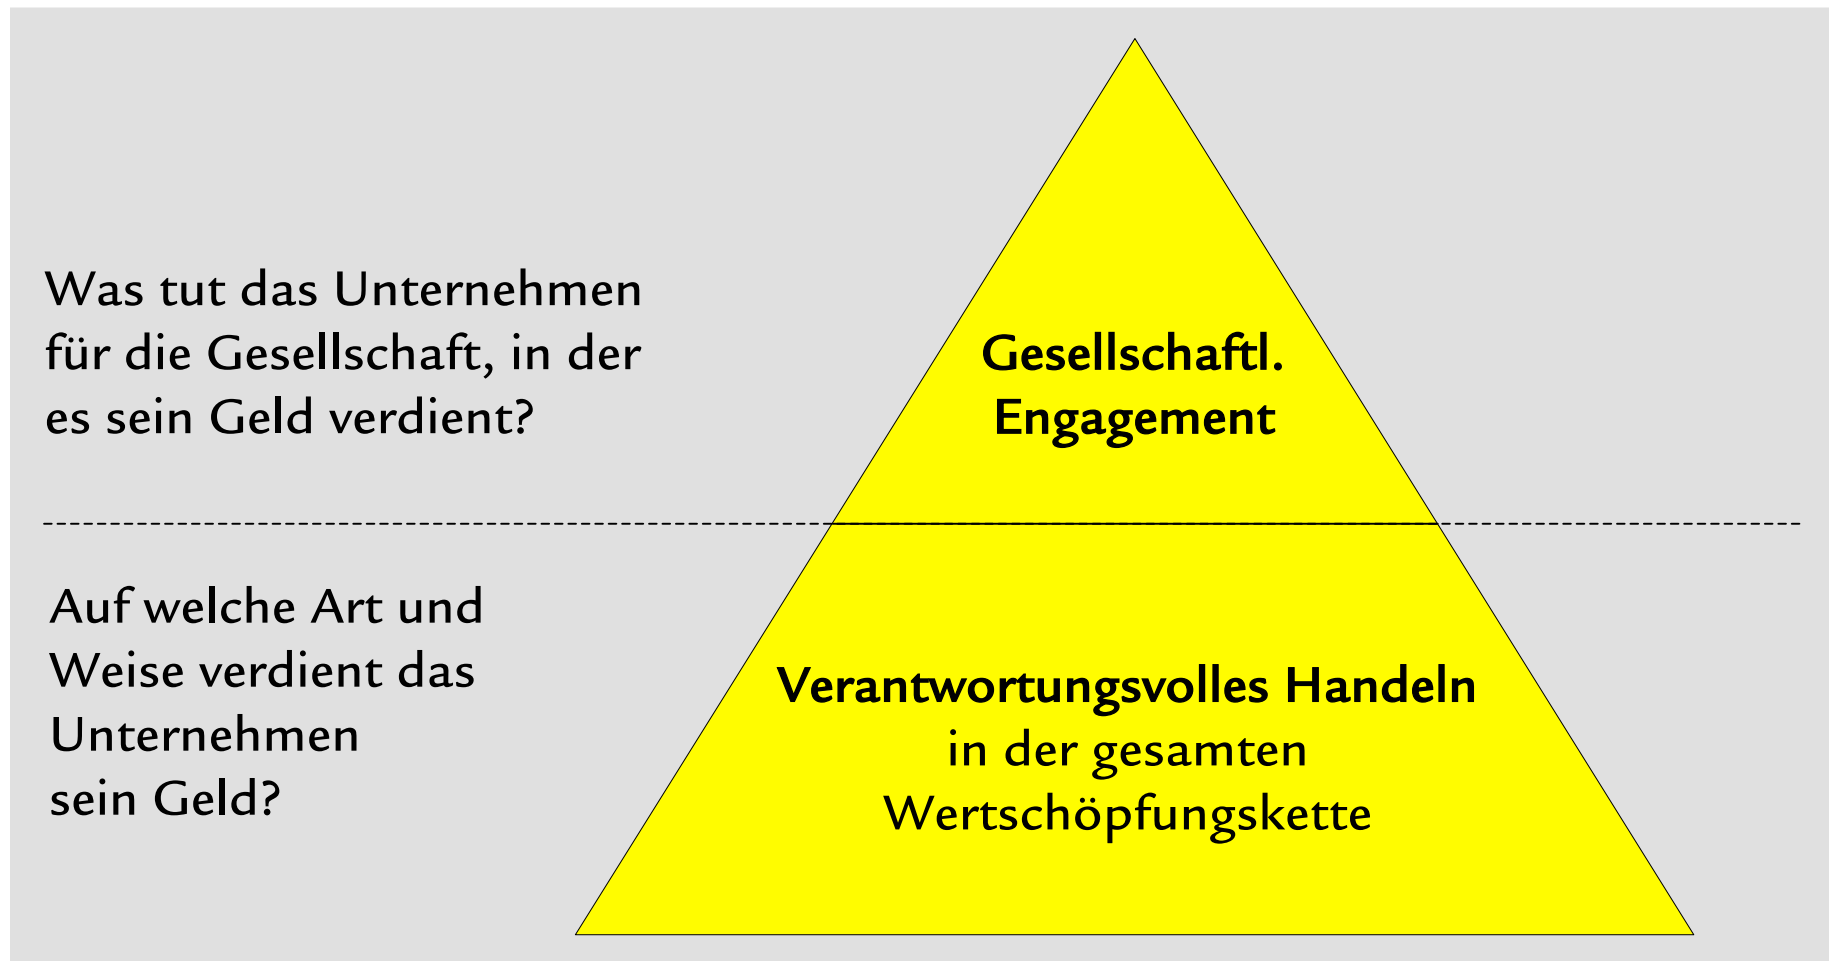 Was tut das Unternehmen
für die Gesellschaft, in der
es sein Geld verdient?
Gesellschaftl.
Engagement
Auf welche Art und
Weise verdient das
Unternehmen
sein Geld?
Verantwortungsvolles Handeln
in der gesamten
Wertschöpfungskette